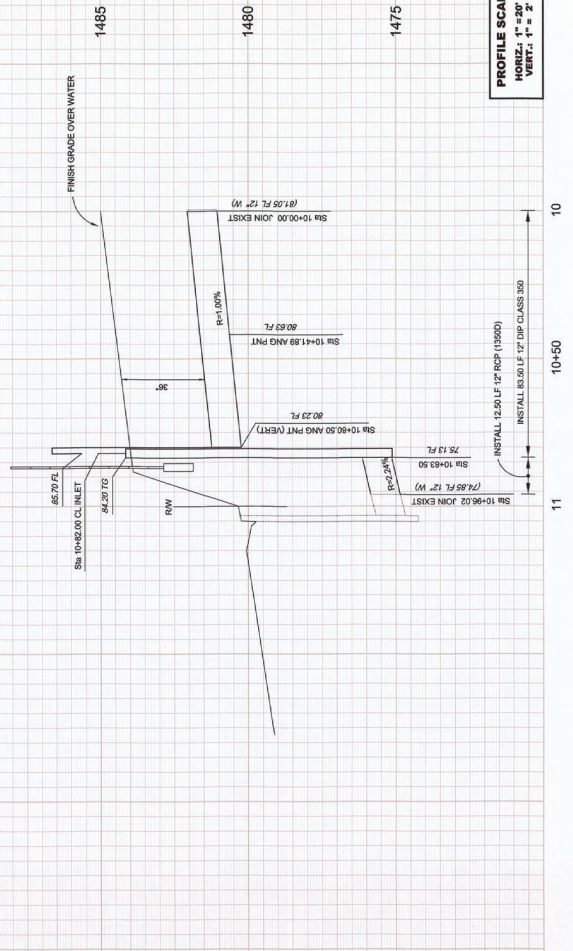 1485
1480
1475
PROFILE SCA
HORIZ.: 1" =20'
VERT.: 1" = 2'
FINISH GRADE OVER WATER
(81.05 FL 12" W)
Sta 10+00.00 JOIN EXIST
R=1.00%
80.63 FL
Sta 10+41.89 ANG PNT
36"
80.23 FL
Sta 10+80.50 ANG PNT (VERT)
85.70 FL
Sta 10+82.00 CL INLET
84.20 TG
R/W
75.13 FL
Sta 10+83.50
R=2.24%
(74.85 FL 12" W)
Sta 10+96.02 JOIN EXIST
INSTALL 12.50 LF 12" RCP (1350D)
INSTALL 83.50 LF 12" DIP CLASS 350
10
10+50
11